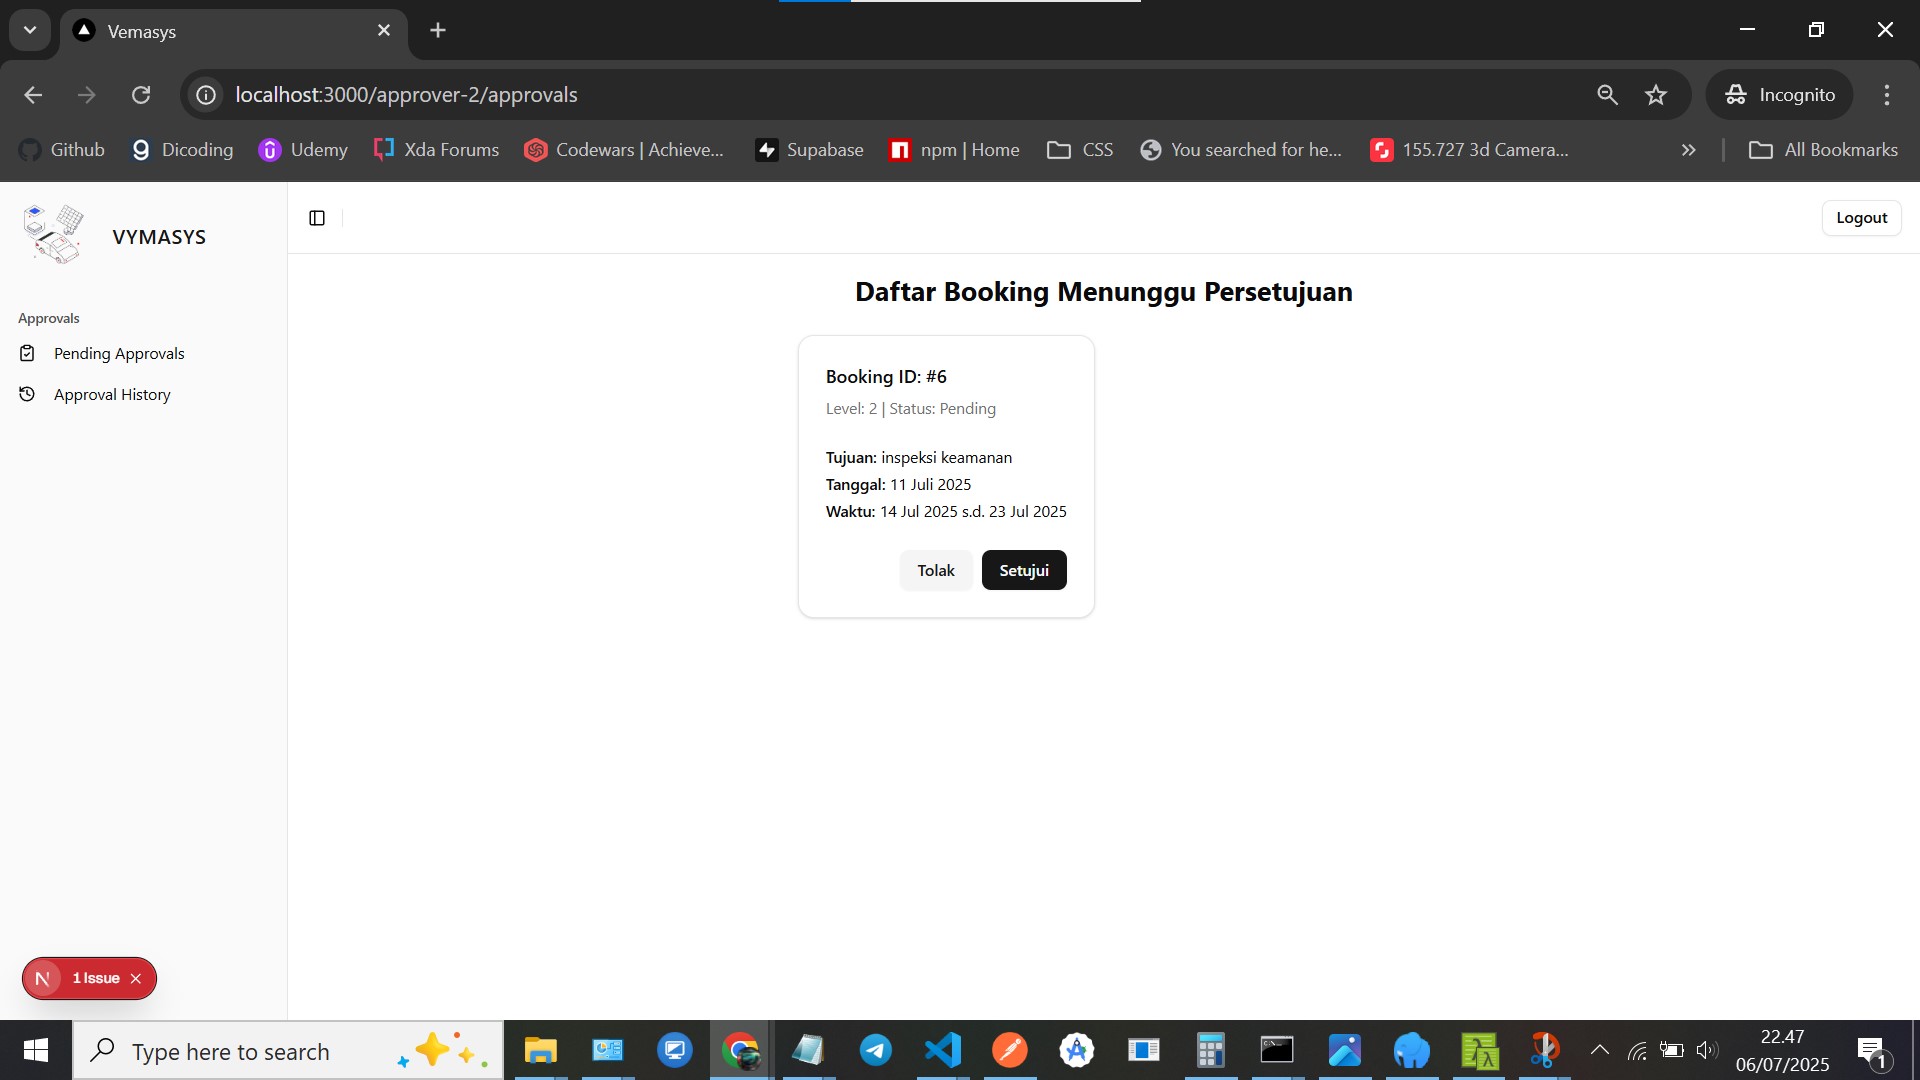 Vemasys
localhost:3000/approver-2/approvals
Incognito
Github
Dicoding
Udemy
Xda Forums
Codewars | Achieve...
Supabase
npm | Home
CSS
You searched for he...
155.727 3d Camera...
All Bookmarks
VYMASYS
Logout
Approvals
Pending Approvals
Approval History
Daftar Booking Menunggu Persetujuan
Booking ID: #6
Level: 2 | Status: Pending
Tujuan: inspeksi keamanan
Tanggal: 11 Juli 2025
Waktu: 14 Jul 2025 s.d. 23 Jul 2025
Tolak
Setujui
N 1 Issue
Type here to search
22.47
06/07/2025
1